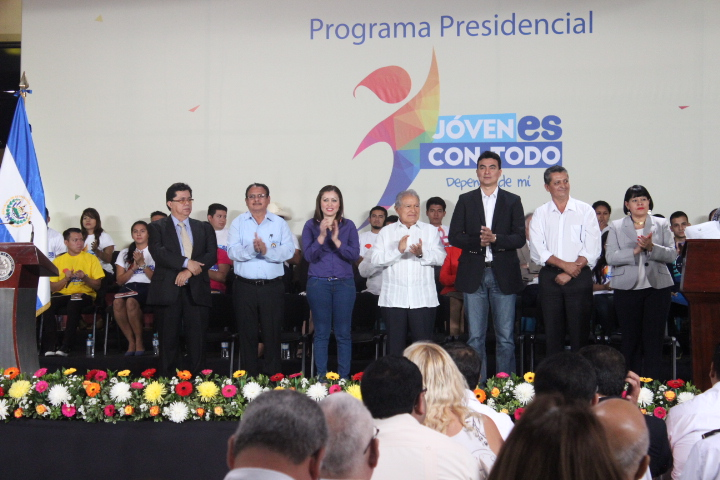 Programa Presidencial
JÓVENES
CON TODO
Depende de mí